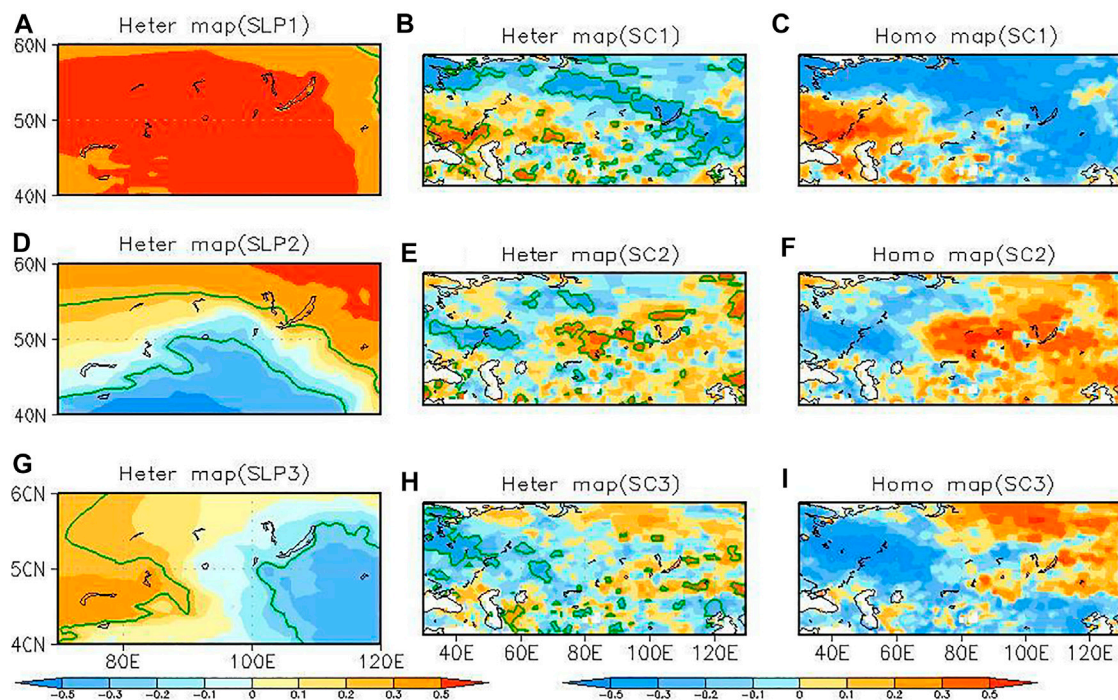 A Heter map(SLP1)
B Heter map(SC1)
C Homo map(SC1)
60N
50N
40N
D Heter map(SLP2)
E Heter map(SC2)
F Homo map(SC2)
60N
50N
40N
G Heter map(SLP3)
H Heter map(SC3)
I Homo map(SC3)
6CN
5CN
4CN
80E 100E 120E
40E 60E 80E 100E 120E
40E 60E 80E 100E 120E
-0.5 -0.3 -0.2 -0.1 0 0.1 0.2 0.3 0.5
-0.5 -0.3 -0.2 -0.1 0 0.1 0.2 0.3 0.5